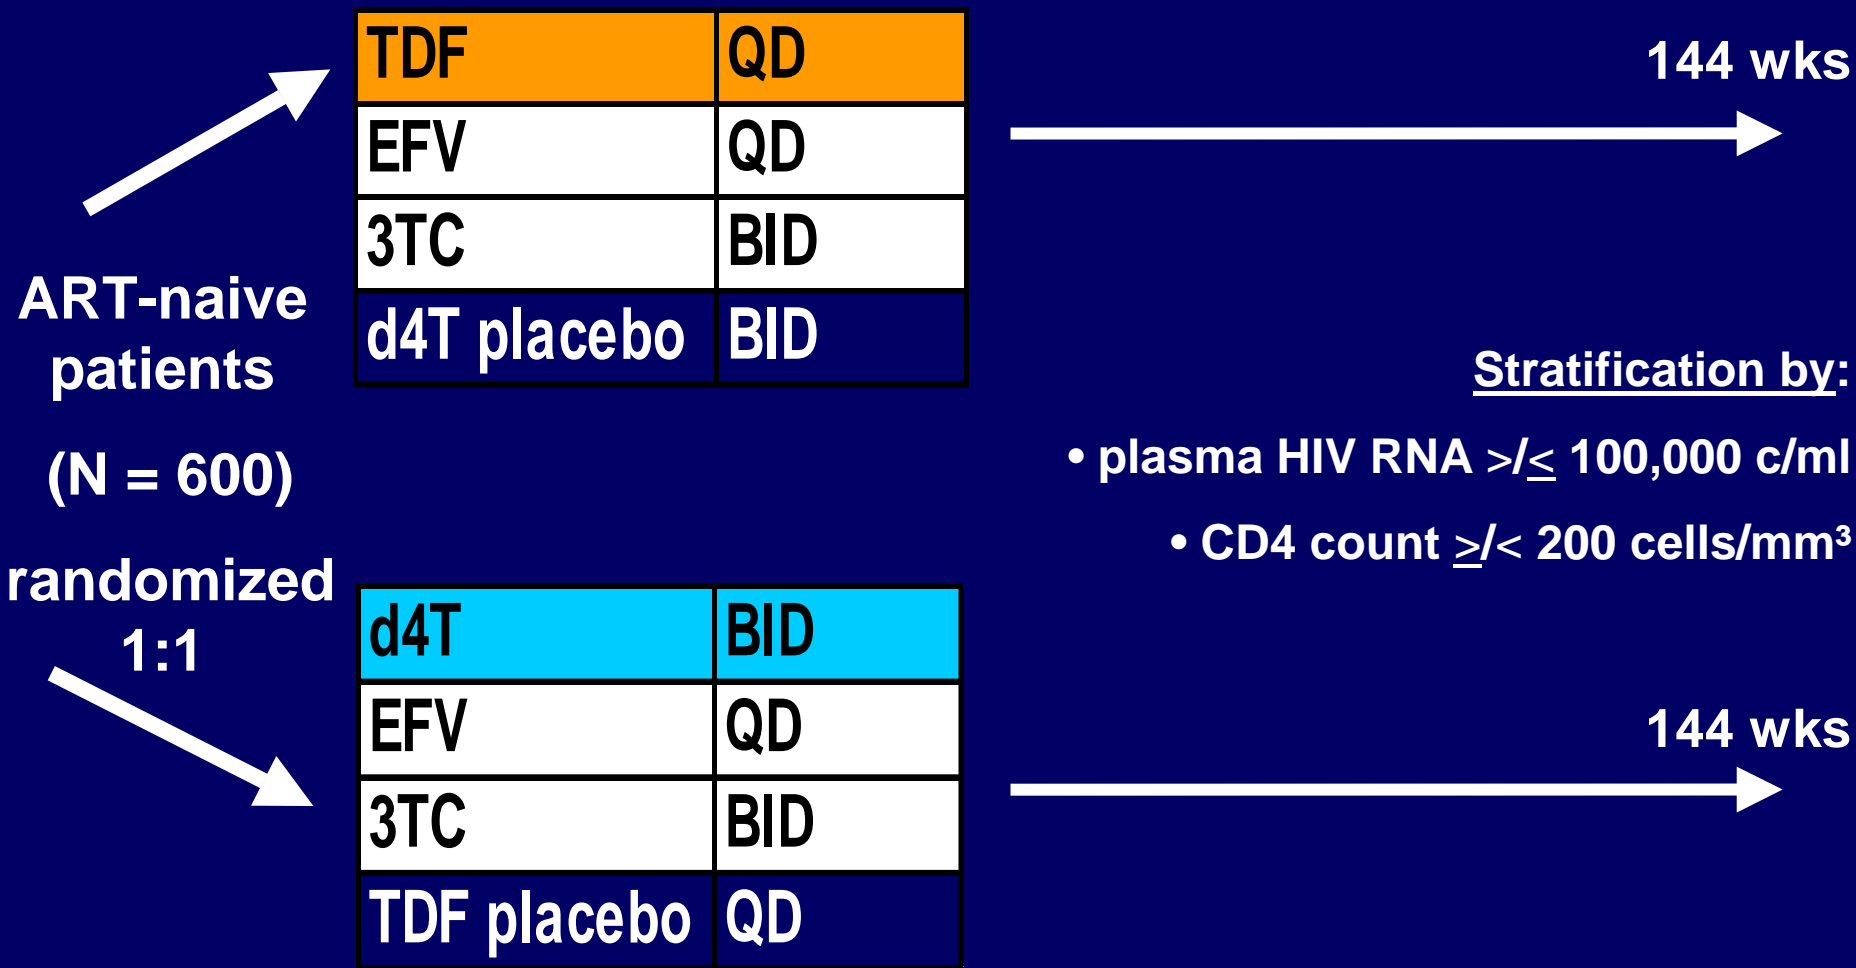 ART-naive
patients
(N = 600)
randomized
1:1
TDF QD
EFV QD
3TC BID
d4T placebo BID
144 wks
Stratification by:
• plasma HIV RNA >/≤ 100,000 c/ml
• CD4 count ≥/< 200 cells/mm³
d4T BID
EFV QD
3TC BID
TDF placebo QD
144 wks